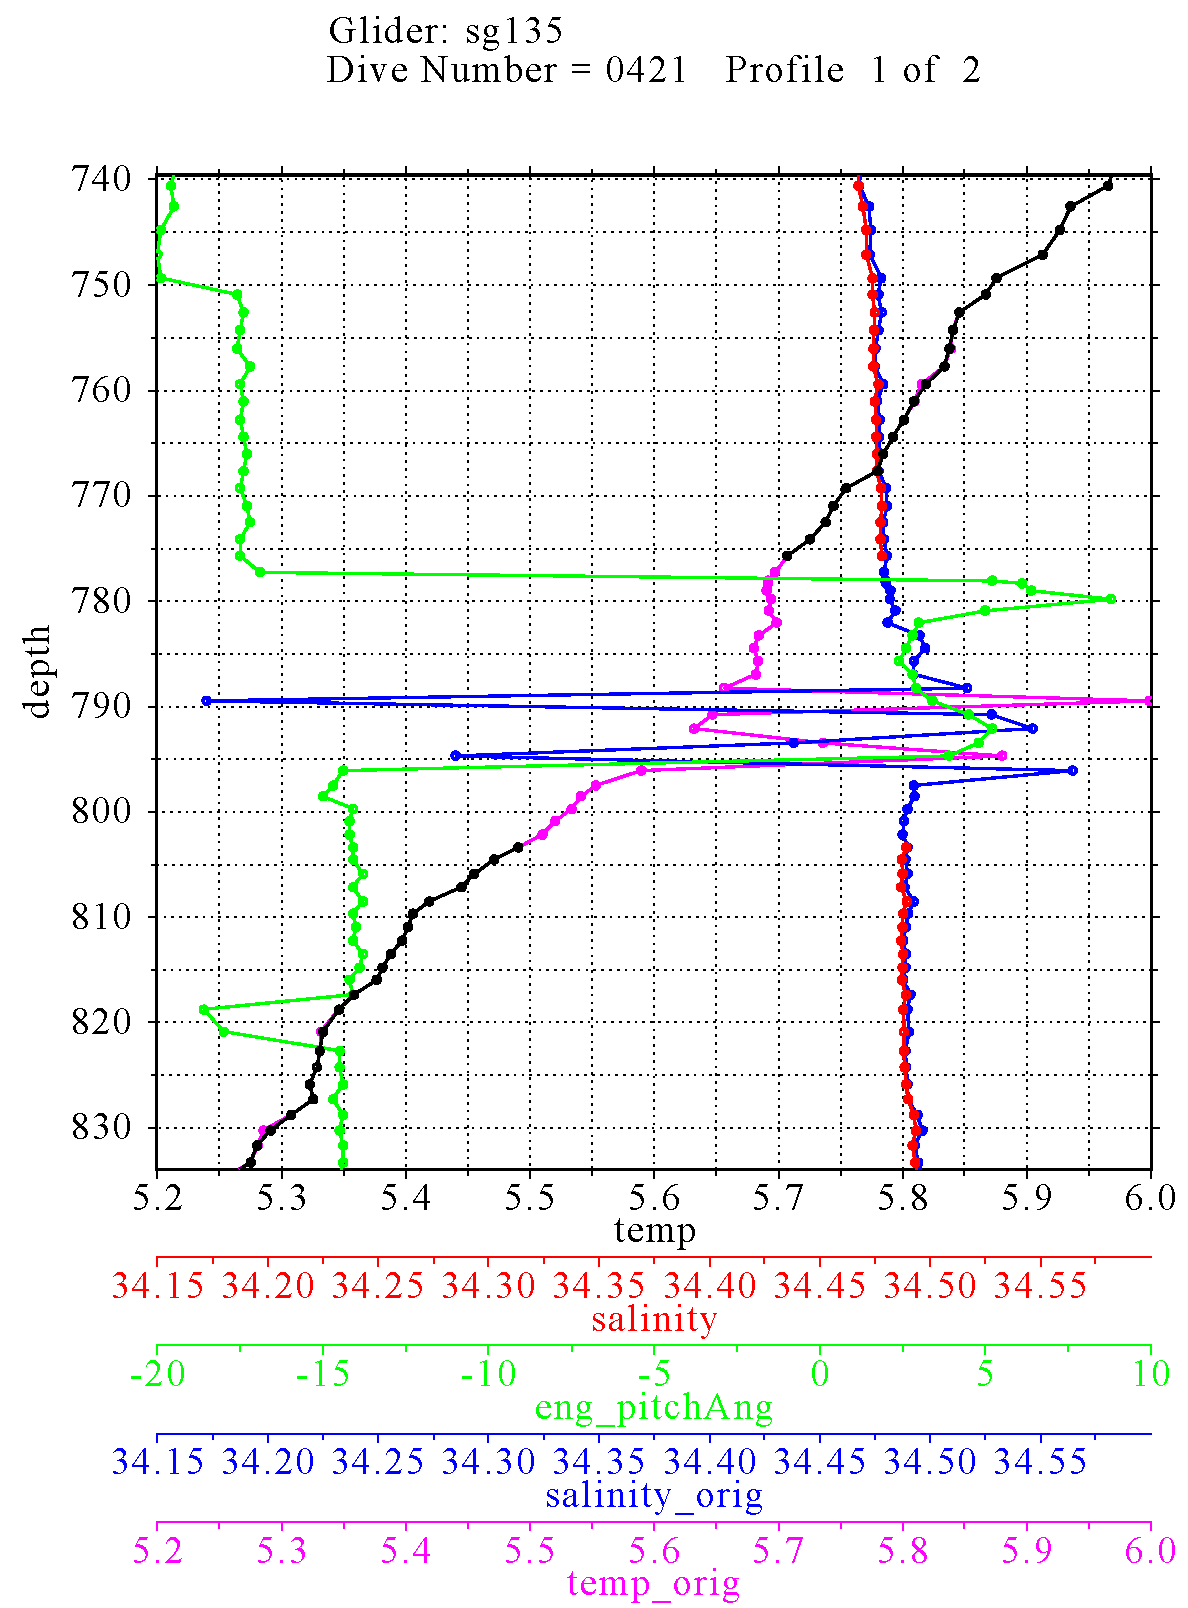 Glider: sg135
Dive Number = 0421 Profile 1 of 2
740
750
760
770
780
790
800
810
820
830
depth
5.2 5.3 5.4 5.5 5.6 5.7 5.8 5.9 6.0
temp
34.15 34.20 34.25 34.30 34.35 34.40 34.45 34.50 34.55
salinity
-20 -15 -10 -5 0 5 10
eng_pitchAng
34.15 34.20 34.25 34.30 34.35 34.40 34.45 34.50 34.55
salinity_orig
5.2 5.3 5.4 5.5 5.6 5.7 5.8 5.9 6.0
temp_orig